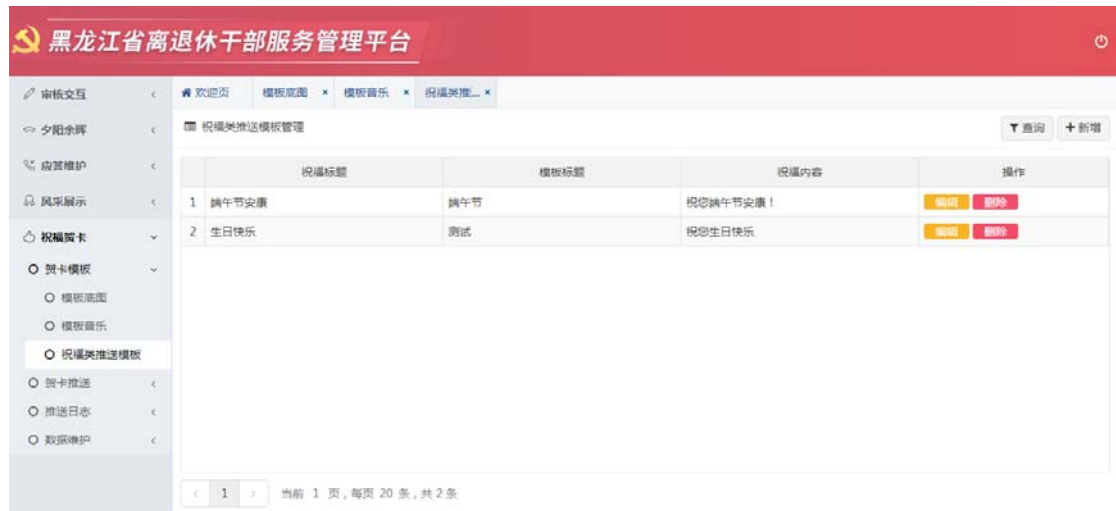 黑龙江省离退休干部服务管理平台
审核交互
夕阳余晖
应答维护
风采展示
祝福贺卡
贺卡模板
模板底图
模板音乐
祝福类推送模板
贺卡推送
推送日志
数据维护
欢迎页 模板底图 × 模板音乐 × 祝福类推... ×
祝福类推送模板管理 查询 +新增
祝福标题 模板标题 祝福内容 操作
1 端午节安康 端午节 祝您端午节安康！ 编辑 删除
2 生日快乐 测试 祝您生日快乐 编辑 删除
< 1 > 当前 1 页，每页 20 条，共 2 条